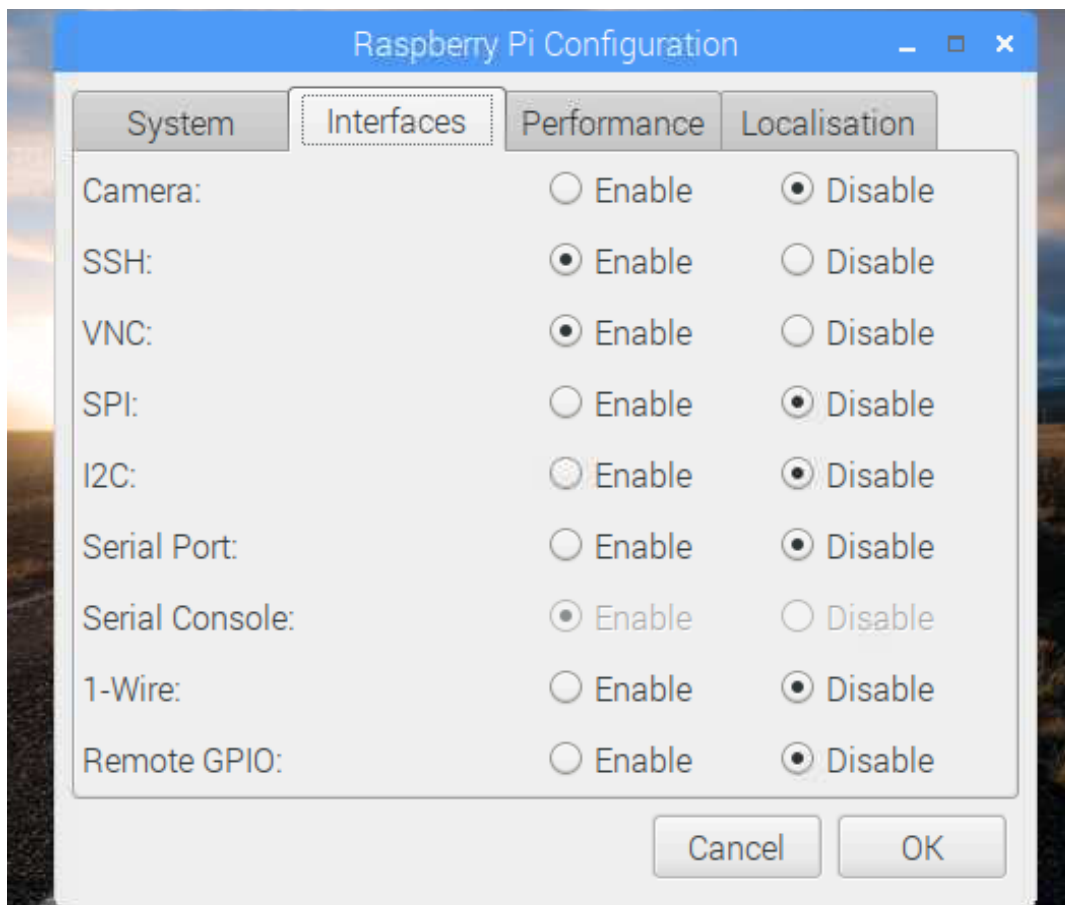 Raspberry Pi Configuration
System Interfaces Performance Localisation
Camera: Enable Disable
SSH: Enable Disable
VNC: Enable Disable
SPI: Enable Disable
I2C: Enable Disable
Serial Port: Enable Disable
Serial Console: Enable Disable
1-Wire: Enable Disable
Remote GPIO: Enable Disable
Cancel OK